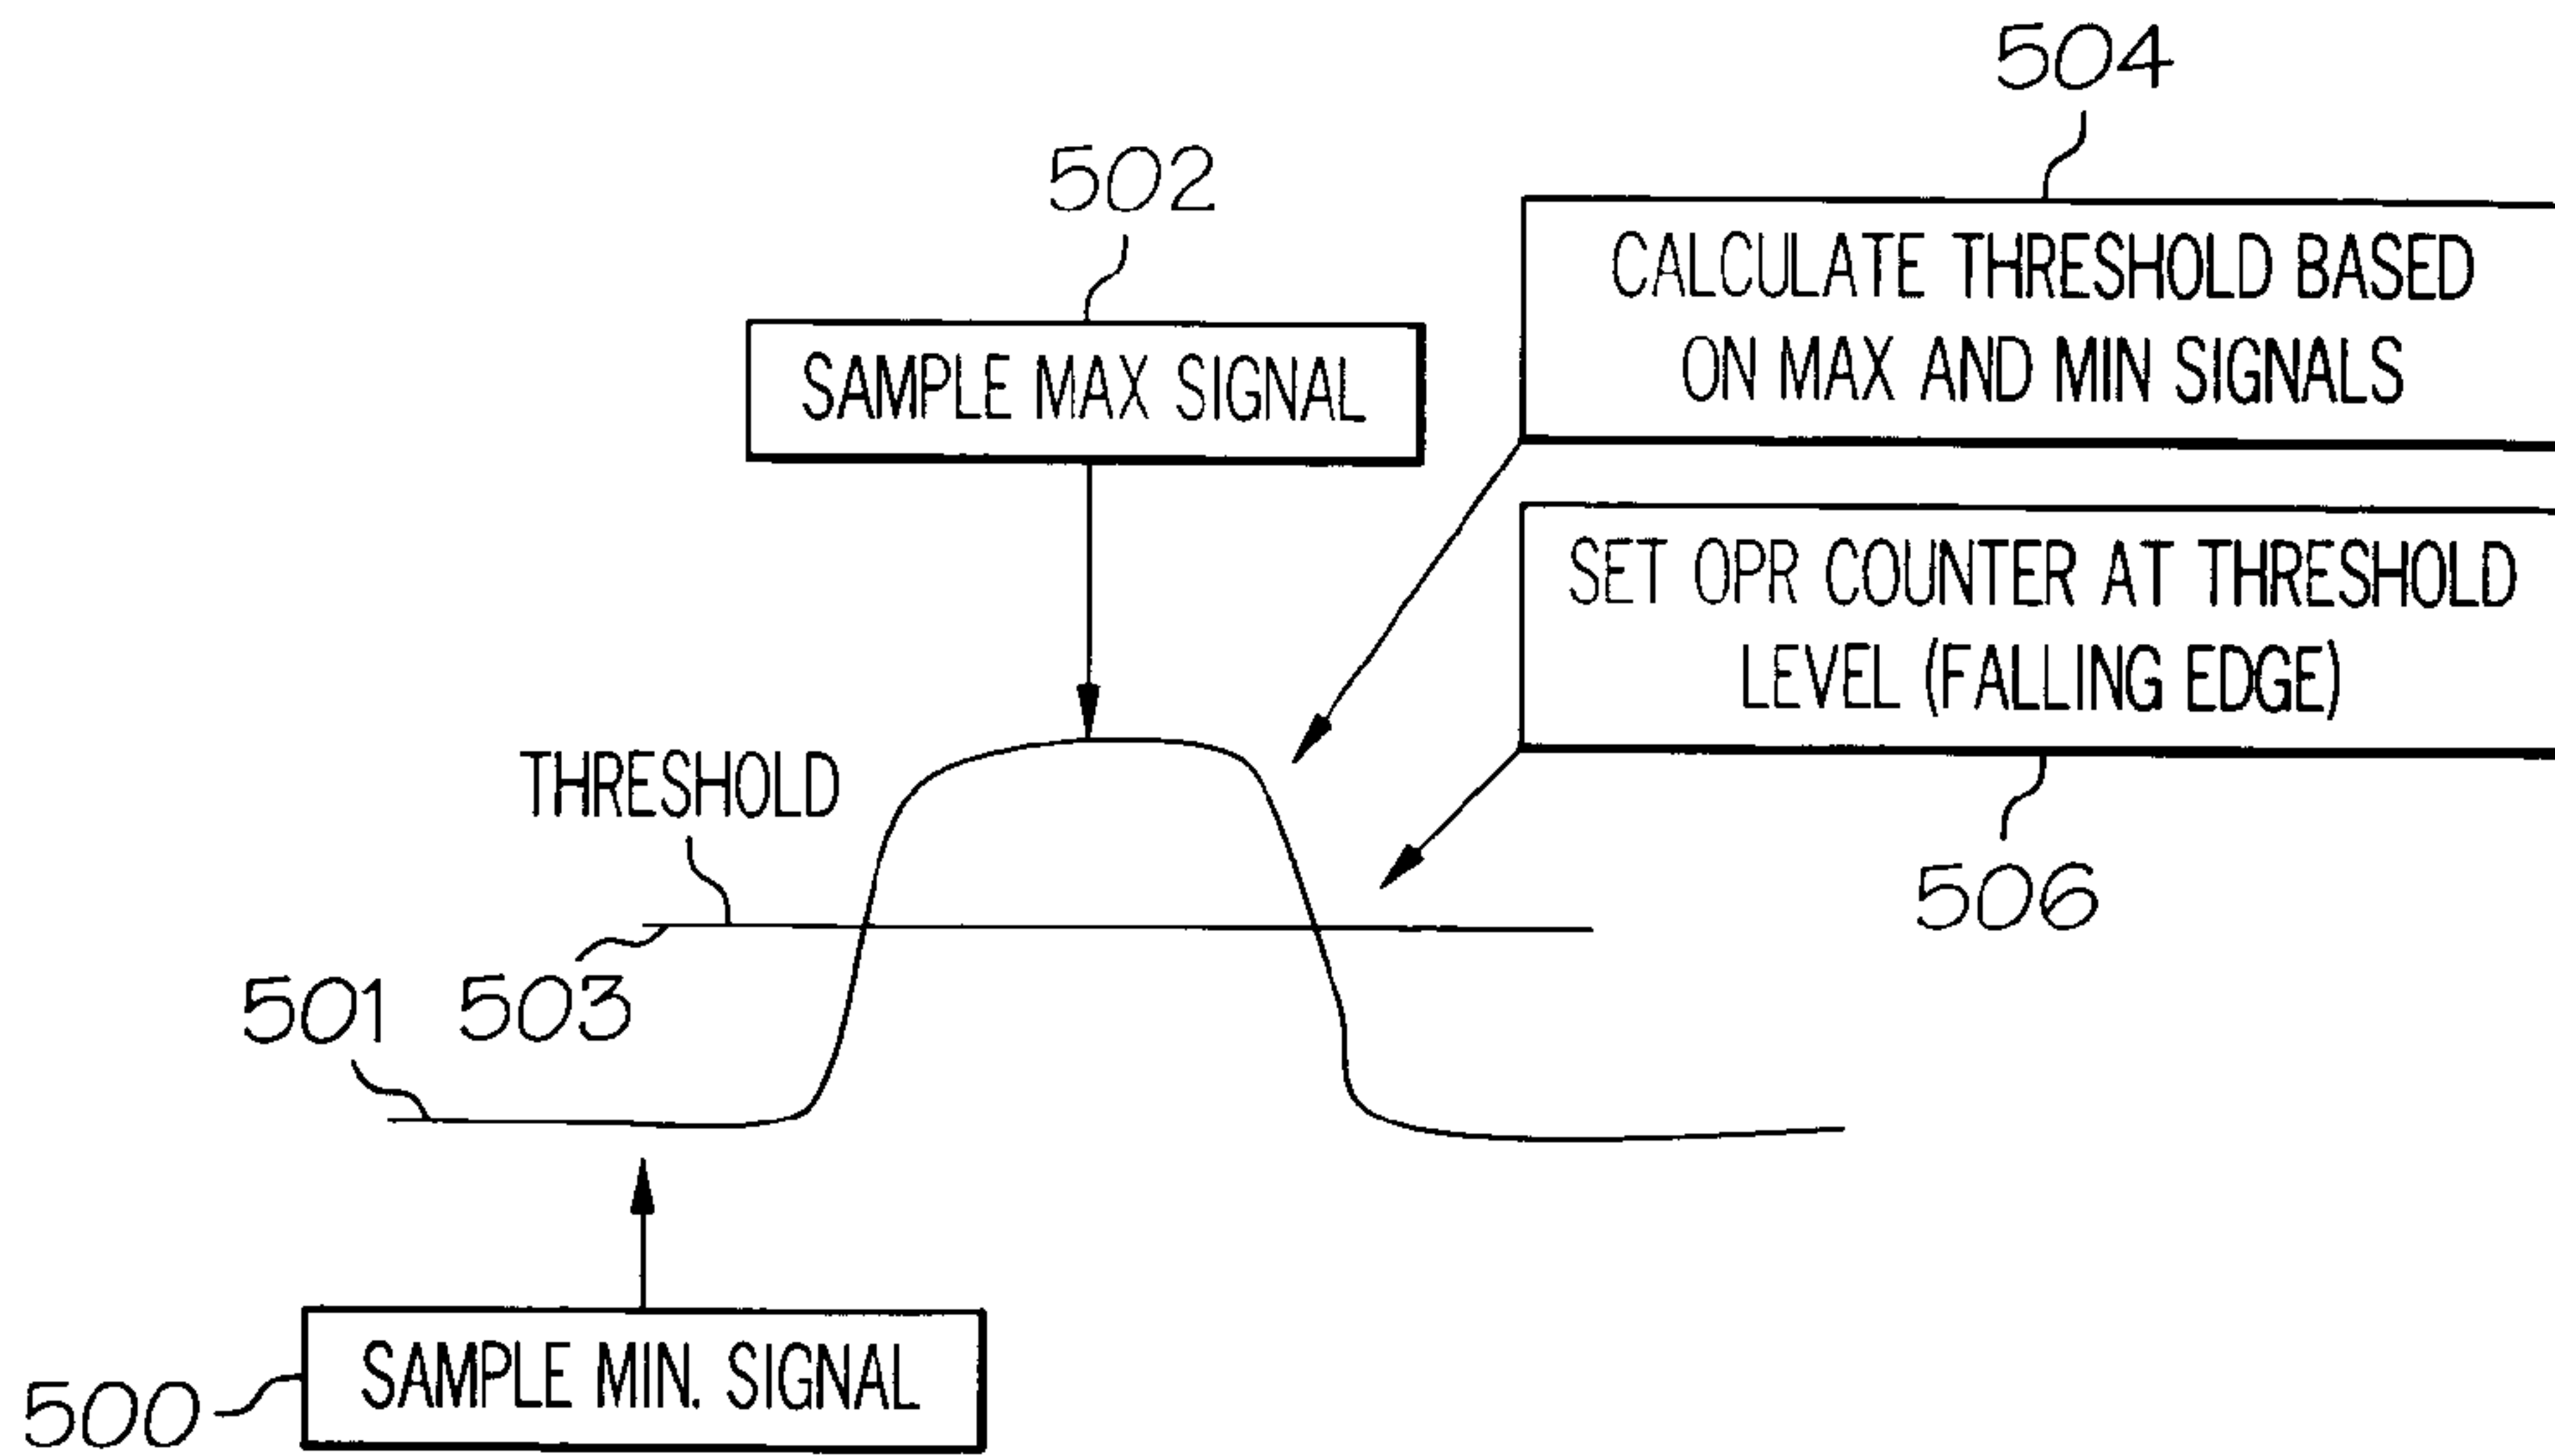 504
502
CALCULATE THRESHOLD BASED
ON MAX AND MIN SIGNALS
SAMPLE MAX SIGNAL
SET OPR COUNTER AT THRESHOLD
LEVEL (FALLING EDGE)
THRESHOLD
506
501
503
SAMPLE MIN. SIGNAL
500